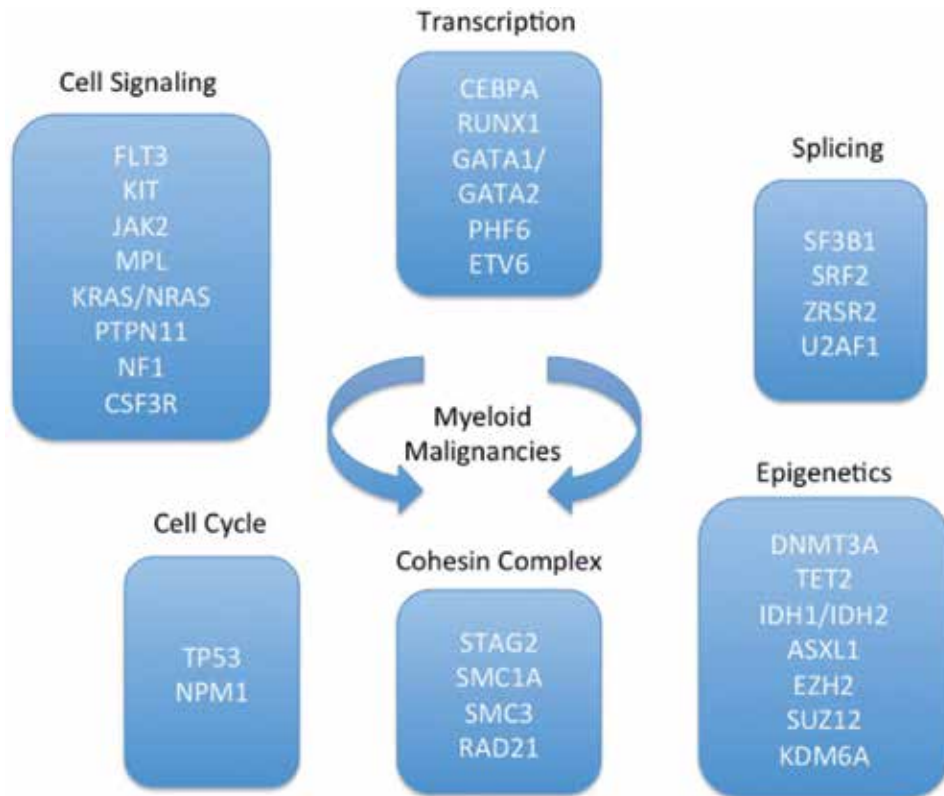 Transcription
CEBPA
RUNX1
GATA1/
GATA2
PHF6
ETV6
Cell Signaling
FLT3
KIT
JAK2
MPL
KRAS/NRAS
PTPN11
NF1
CSF3R
Splicing
SF3B1
SRF2
ZRSR2
U2AF1
Myeloid
Malignancies
Cell Cycle
TP53
NPM1
Cohesin Complex
STAG2
SMC1A
SMC3
RAD21
Epigenetics
DNMT3A
TET2
IDH1/IDH2
ASXL1
EZH2
SUZ12
KDM6A